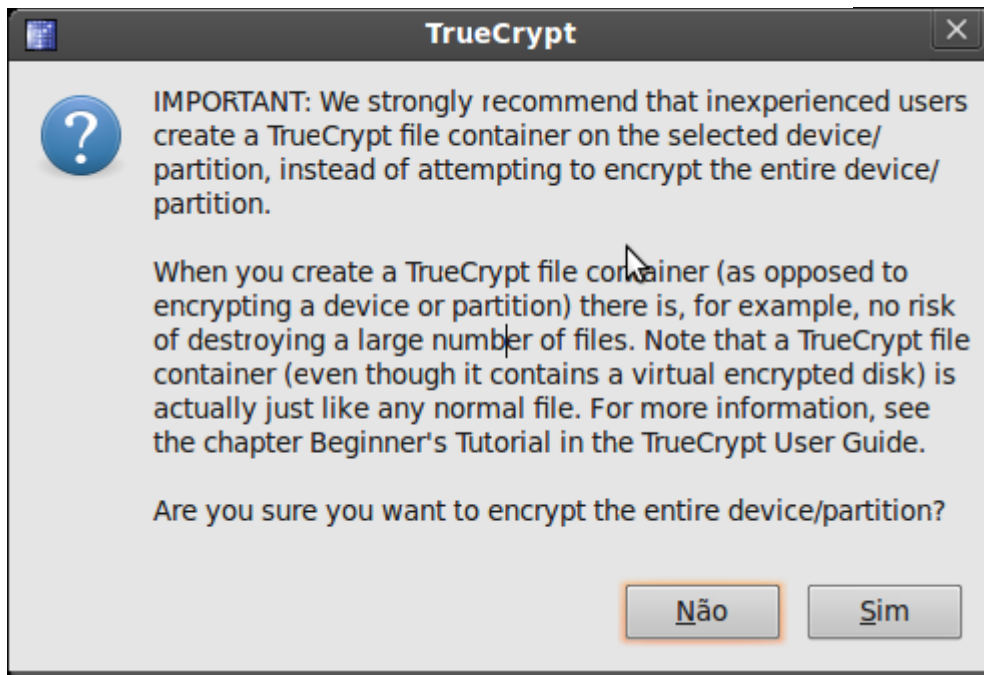 TrueCrypt
IMPORTANT: We strongly recommend that inexperienced users
create a TrueCrypt file container on the selected device/
partition, instead of attempting to encrypt the entire device/
partition.
When you create a TrueCrypt file container (as opposed to
encrypting a device or partition) there is, for example, no risk
of destroying a large number of files. Note that a TrueCrypt file
container (even though it contains a virtual encrypted disk) is
actually just like any normal file. For more information, see
the chapter Beginner's Tutorial in the TrueCrypt User Guide.
Are you sure you want to encrypt the entire device/partition?
Não
Sim